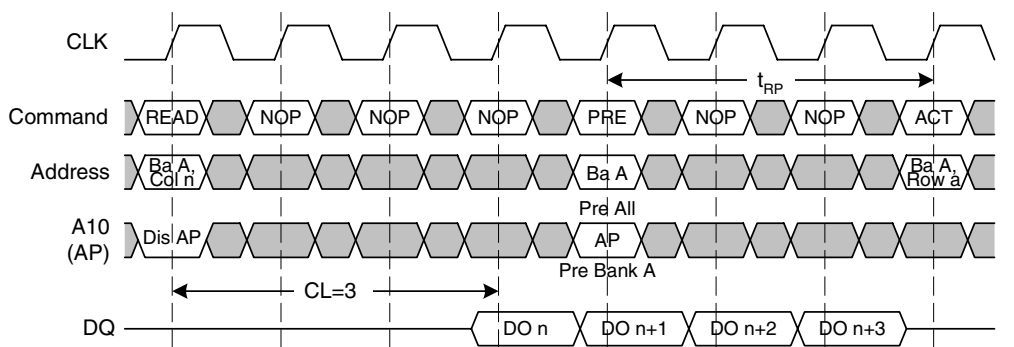 CLK
tRP
Command READ NOP NOP NOP PRE NOP NOP ACT
Address Ba A, Col n Ba A Ba A, Row a
Pre All
A10 (AP) Dis AP AP
Pre Bank A
CL=3
DQ DO n DO n+1 DO n+2 DO n+3